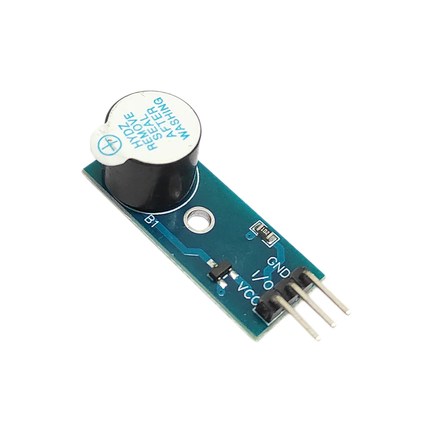 HYDZ
REMOVE
SEAL
AFTER
WASHING
+
B1
GND
I/O
VCC